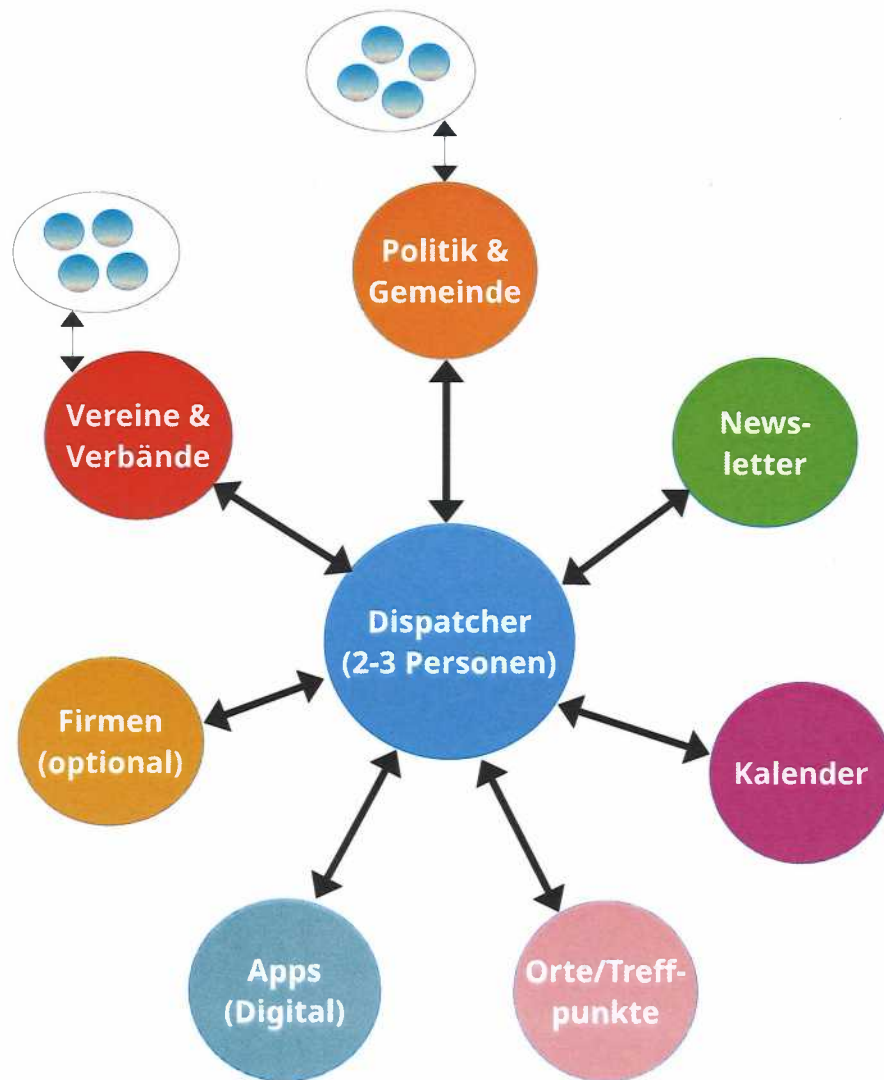 Politik &
Gemeinde
Vereine &
Verbände
News-
letter
Dispatcher
(2-3 Personen)
Firmen
(optional)
Kalender
Apps
(Digital)
Orte/Treff-
punkte